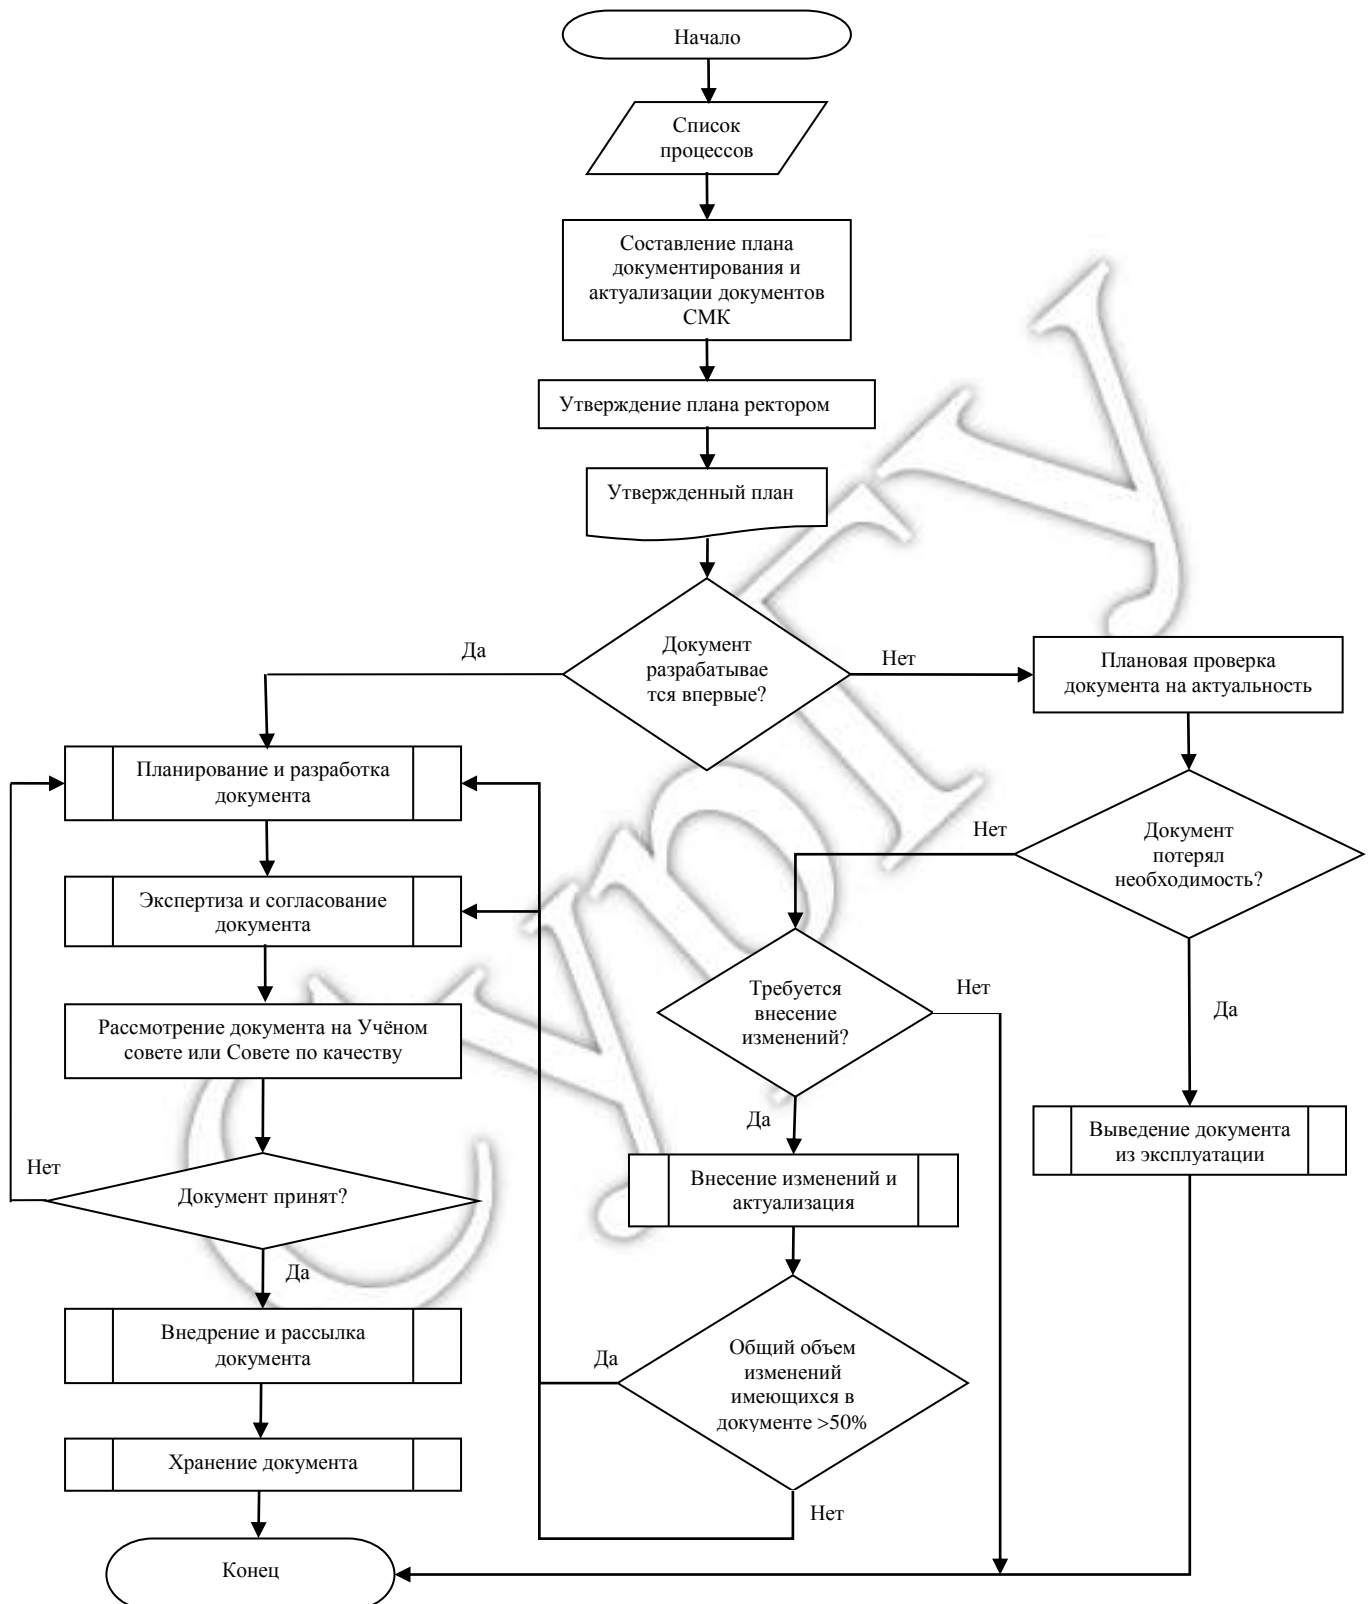 Начало
Список
процессов
Составление плана
документирования и
актуализации документов
СМК
Утверждение плана ректором
Утвержденный план
Документ
разрабатывае
тся впервые?
Да
Нет
Плановая проверка
документа на актуальность
Планирование и разработка
документа
Нет
Документ
потерял
необходимость?
Экспертиза и согласование
документа
Требуется
внесение
изменений?
Нет
Да
Рассмотрение документа на Учёном
совете или Совете по качеству
Да
Выведение документа
из эксплуатации
Нет
Документ принят?
Внесение изменений и
актуализация
Да
Внедрение и рассылка
документа
Да
Общий объем
изменений
имеющихся в
документе >50%
Хранение документа
Нет
Конец
СурГУ